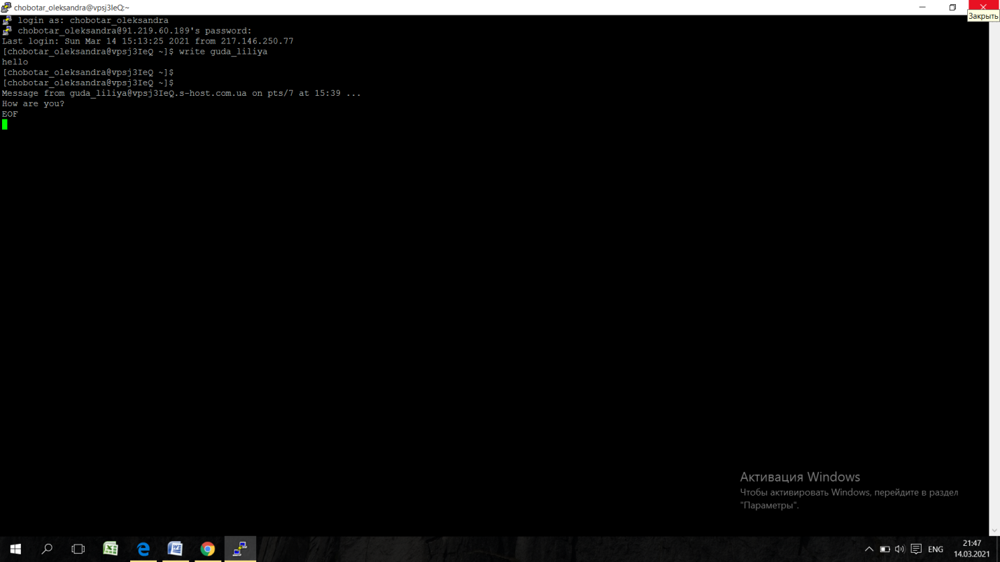 chobotar_oleksandra@vpsj3IeQ:~
Закрыть
login as: chobotar_oleksandra
chobotar_oleksandra@91.219.60.189's password:
Last login: Sun Mar 14 15:13:25 2021 from 217.146.250.77
[chobotar_oleksandra@vpsj3IeQ ~]$ write guda_liliya
hello
[chobotar_oleksandra@vpsj3IeQ ~]$
[chobotar_oleksandra@vpsj3IeQ ~]$
Message from guda_liliya@vpsj3IeQ.s-host.com.ua on pts/7 at 15:39 ...
How are you?
EOF
Активация Windows
Чтобы активировать Windows, перейдите в раздел
"Параметры".
ENG
21:47
14.03.2021